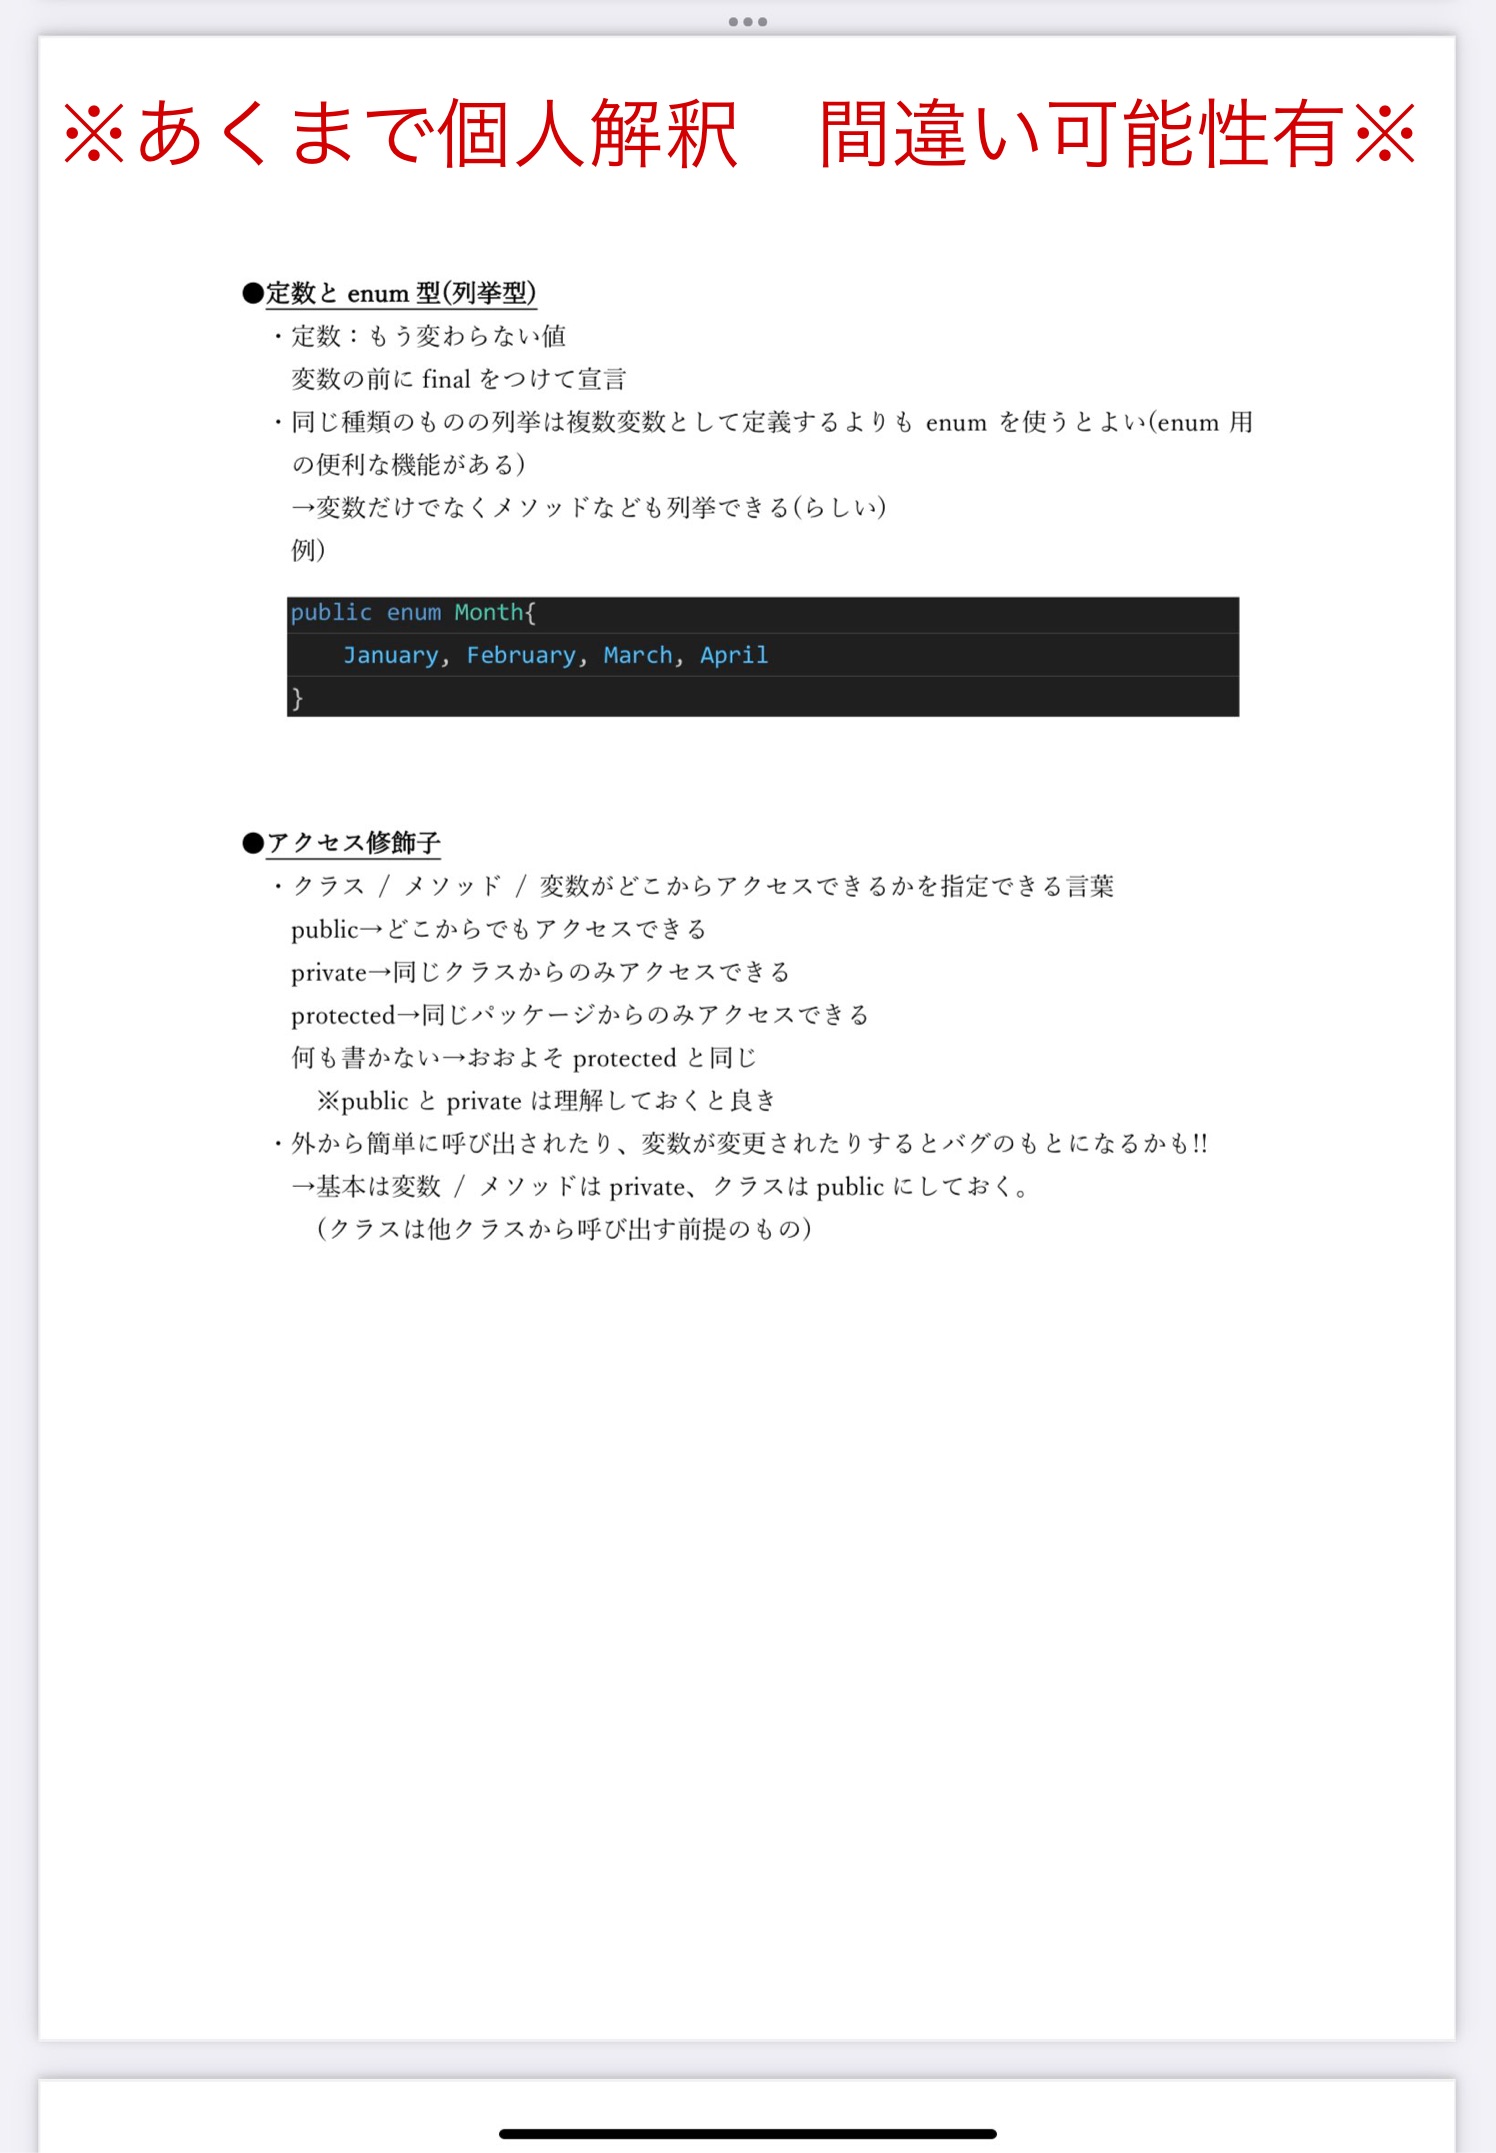 ※あくまで個人解釈　間違い可能性有※
●定数と enum 型(列挙型)
・定数：もう変わらない値
変数の前に final をつけて宣言
・同じ種類のものの列挙は複数変数として定義するよりも enum を使うとよい(enum 用
の便利な機能がある)
→変数だけでなくメソッドなども列挙できる(らしい)
例)
public enum Month{
January, February, March, April
}
●アクセス修飾子
・クラス / メソッド / 変数がどこからアクセスできるかを指定できる言葉
public→どこからでもアクセスできる
private→同じクラスからのみアクセスできる
protected→同じパッケージからのみアクセスできる
何も書かない→おおよそ protected と同じ
※public と private は理解しておくと良き
・外から簡単に呼び出されたり、変数が変更されたりするとバグのもとになるかも!!
→基本は変数 / メソッドは private、クラスは public にしておく。
(クラスは他クラスから呼び出す前提のもの)